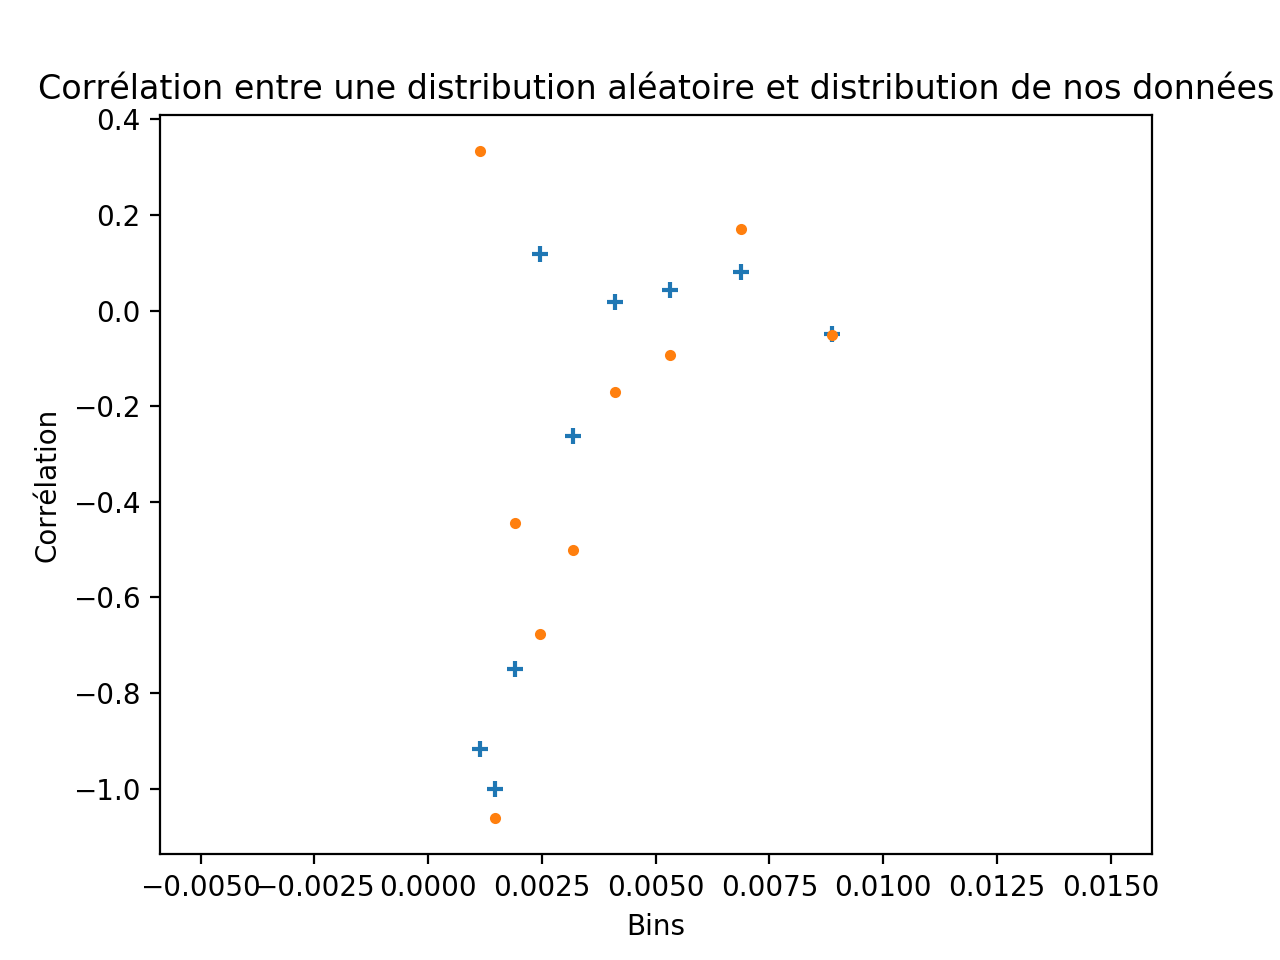 Corrélation entre une distribution aléatoire et distribution de nos données
0.4
0.2
0.0
−0.2
−0.4
−0.6
−0.8
−1.0
Corrélation
−0.0050 −0.0025 0.0000 0.0025 0.0050 0.0075 0.0100 0.0125 0.0150
Bins